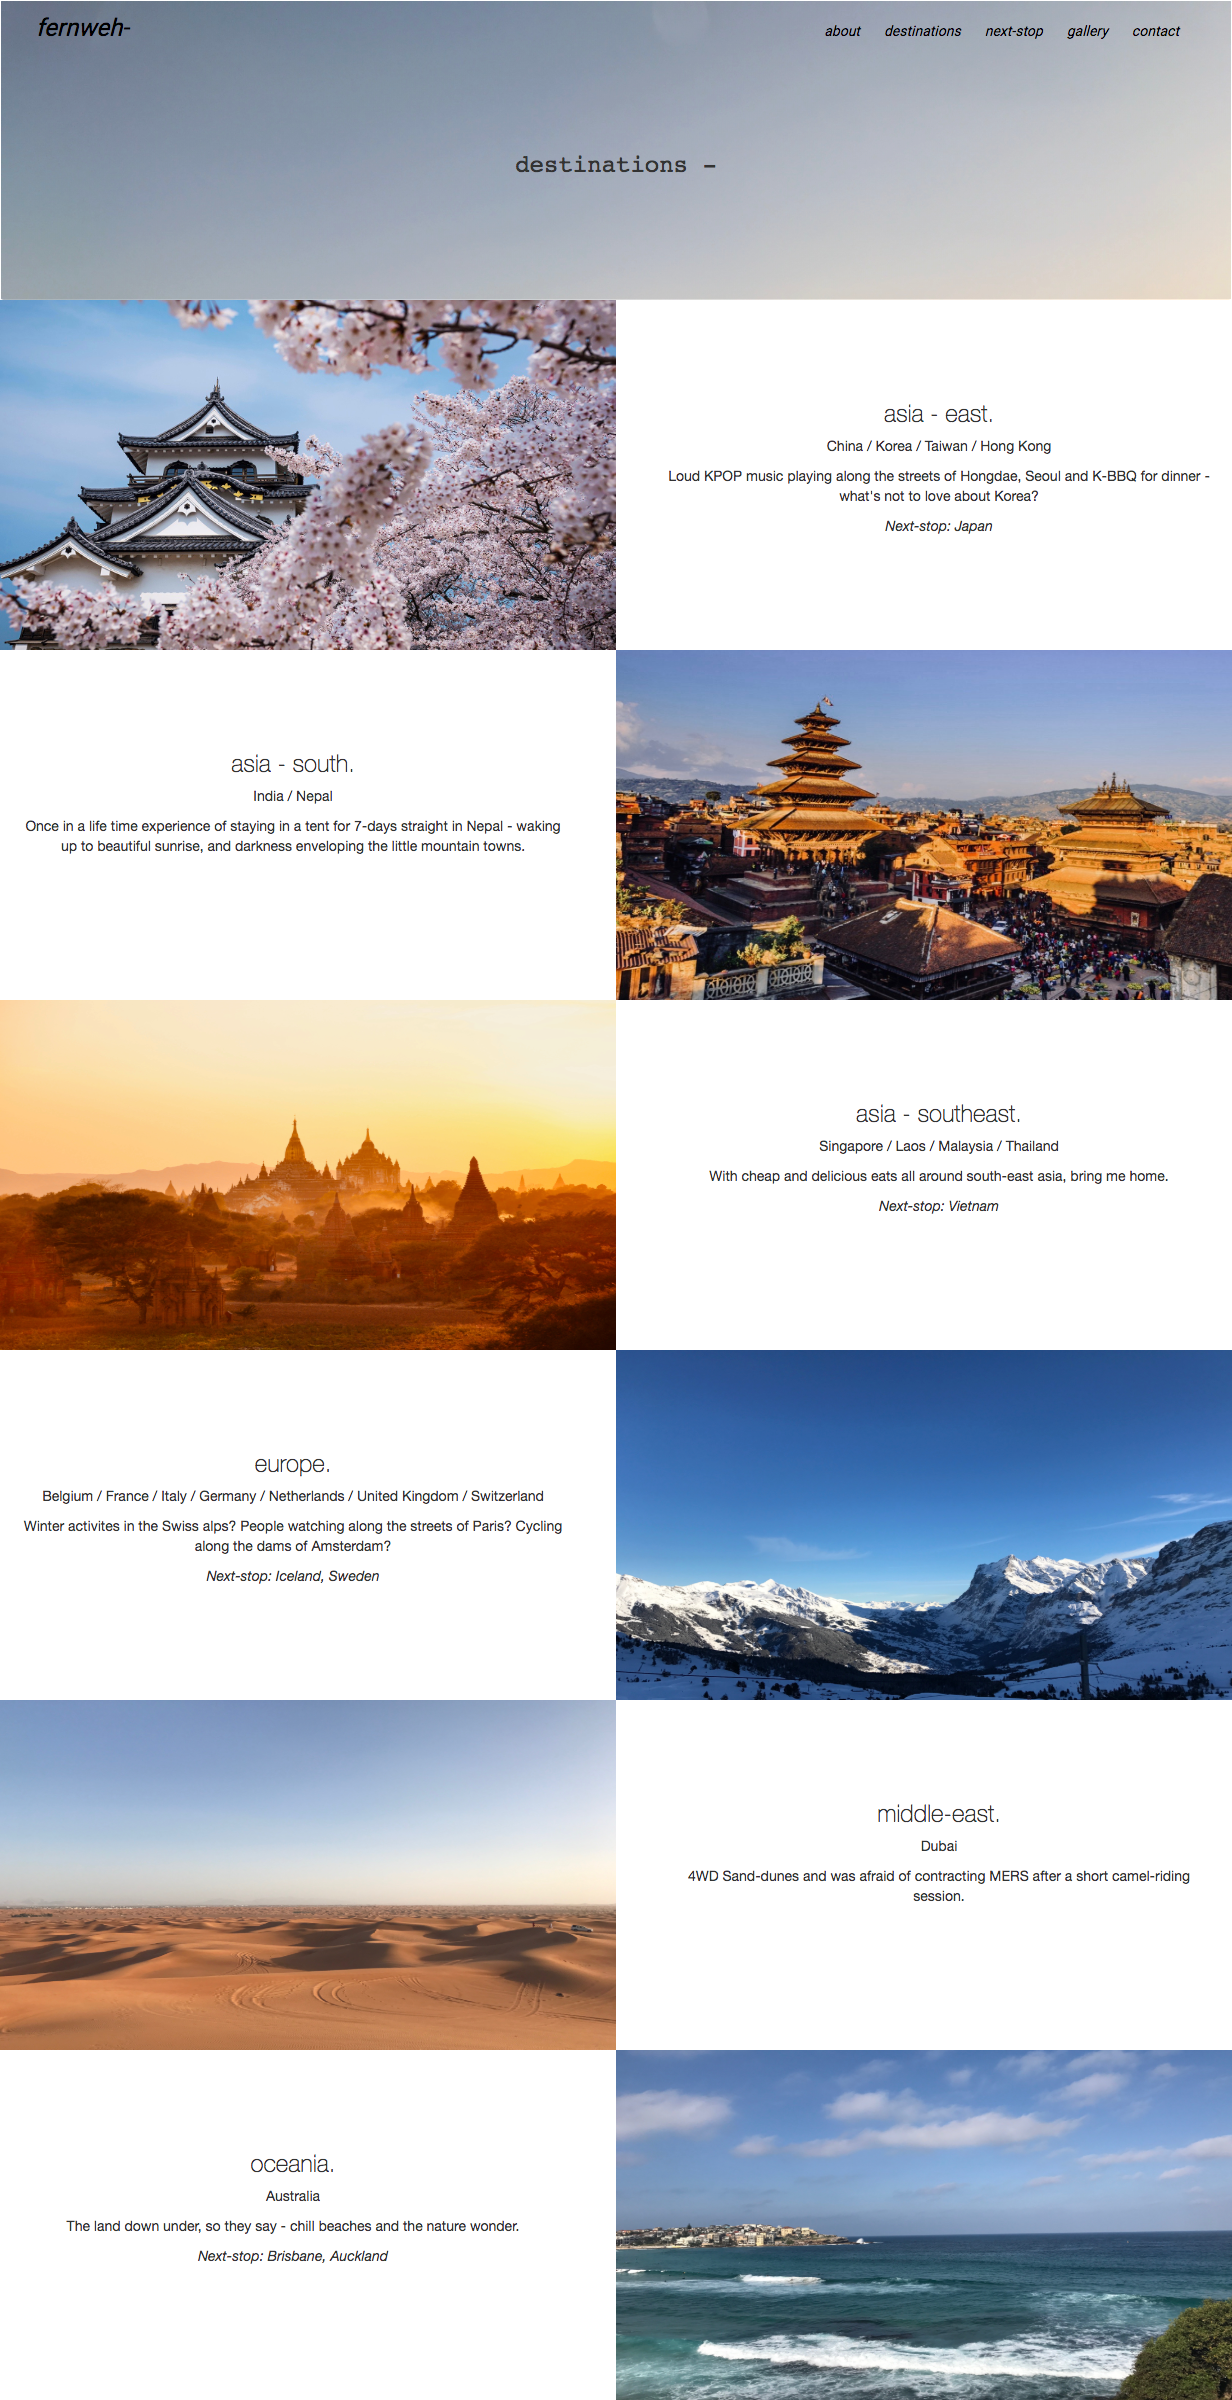 fernweh-
about destinations next-stop gallery contact
destinations -
asia - east.
China / Korea / Taiwan / Hong Kong
Loud KPOP music playing along the streets of Hongdae, Seoul and K-BBQ for dinner -
what's not to love about Korea?
Next-stop: Japan
asia - south.
India / Nepal
Once in a life time experience of staying in a tent for 7-days straight in Nepal - waking
up to beautiful sunrise, and darkness enveloping the little mountain towns.
asia - southeast.
Singapore / Laos / Malaysia / Thailand
With cheap and delicious eats all around south-east asia, bring me home.
Next-stop: Vietnam
europe.
Belgium / France / Italy / Germany / Netherlands / United Kingdom / Switzerland
Winter activites in the Swiss alps? People watching along the streets of Paris? Cycling
along the dams of Amsterdam?
Next-stop: Iceland, Sweden
middle-east.
Dubai
4WD Sand-dunes and was afraid of contracting MERS after a short camel-riding
session.
oceania.
Australia
The land down under, so they say - chill beaches and the nature wonder.
Next-stop: Brisbane, Auckland